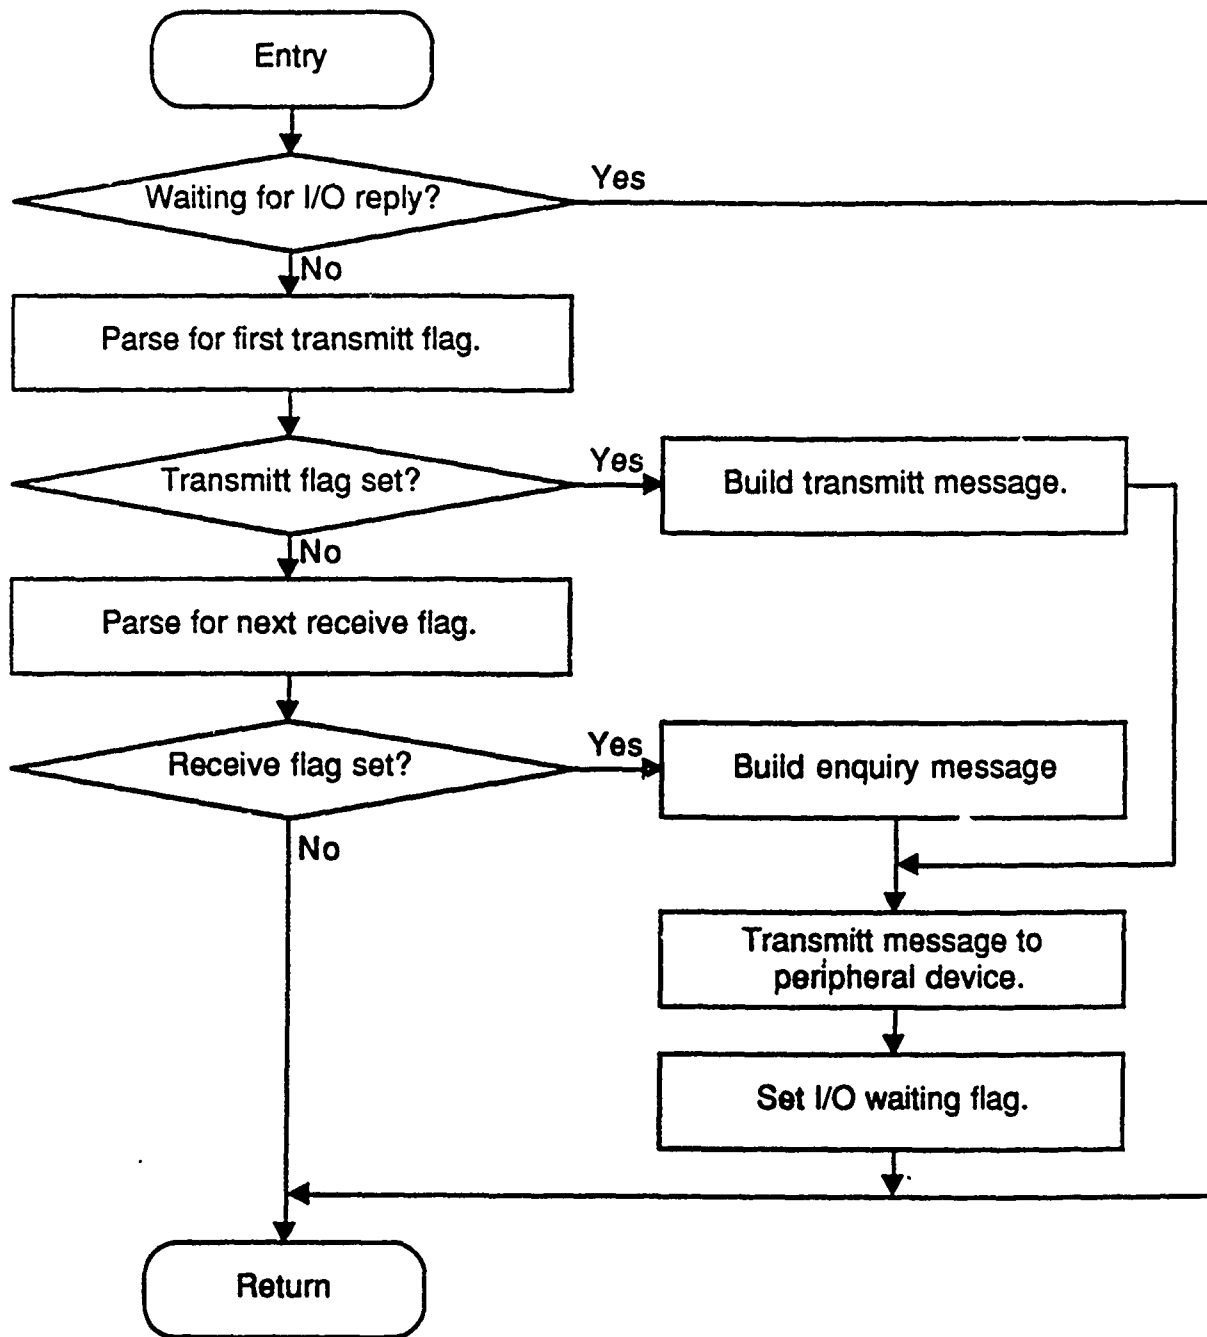 Entry
Waiting for I/O reply?
Yes
No
Parse for first transmitt flag.
Transmitt flag set?
Yes
Build transmitt message.
No
Parse for next receive flag.
Receive flag set?
Yes
Build enquiry message
No
Transmitt message to
peripheral device.
Set I/O waiting flag.
Return